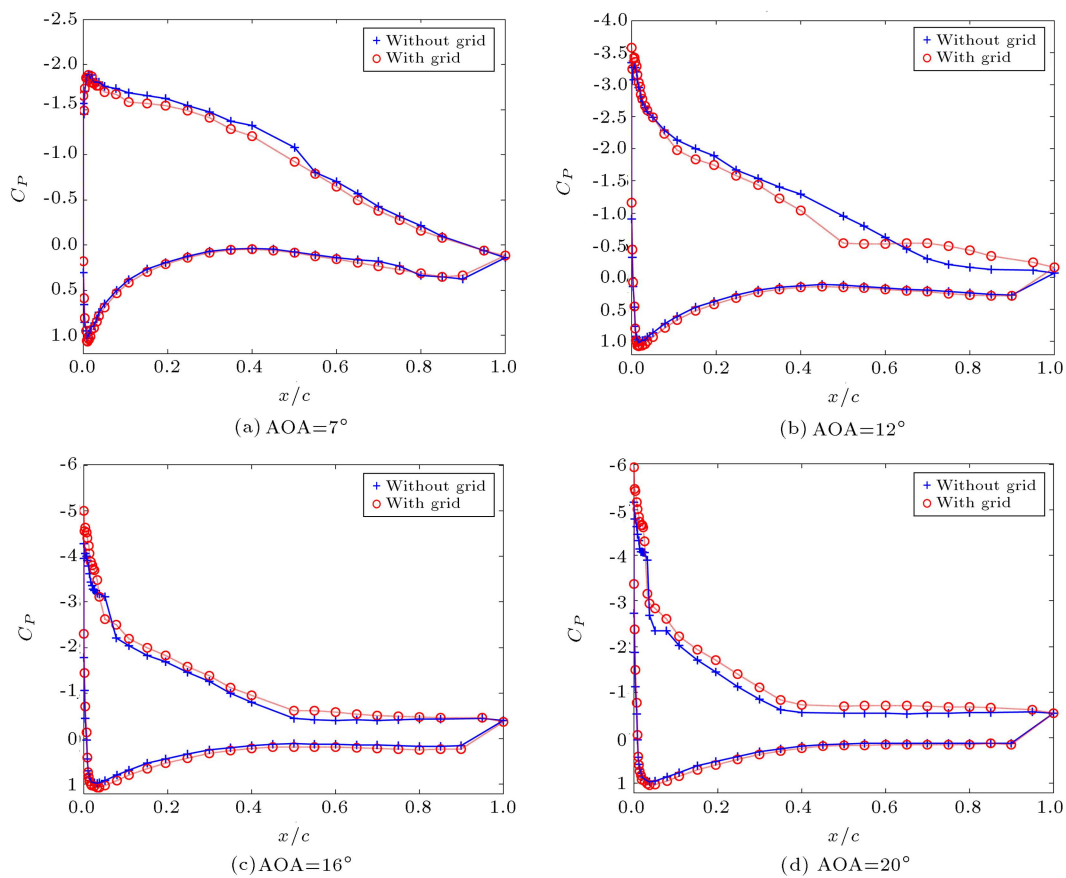 -2.5
-2.0
-1.5
-1.0
-0.5
0.0
0.5
1.0
C_P
Without grid
With grid
0.0 0.2 0.4 0.6 0.8 1.0
x/c
(a) AOA=7°
-4.0
-3.5
-3.0
-2.5
-2.0
-1.5
-1.0
-0.5
0.0
0.5
1.0
C_P
Without grid
With grid
0.0 0.2 0.4 0.6 0.8 1.0
x/c
(b) AOA=12°
-6
-5
-4
-3
-2
-1
0
1
C_P
Without grid
With grid
0.0 0.2 0.4 0.6 0.8 1.0
x/c
(c) AOA=16°
-6
-5
-4
-3
-2
-1
0
1
C_P
Without grid
With grid
0.0 0.2 0.4 0.6 0.8 1.0
x/c
(d) AOA=20°